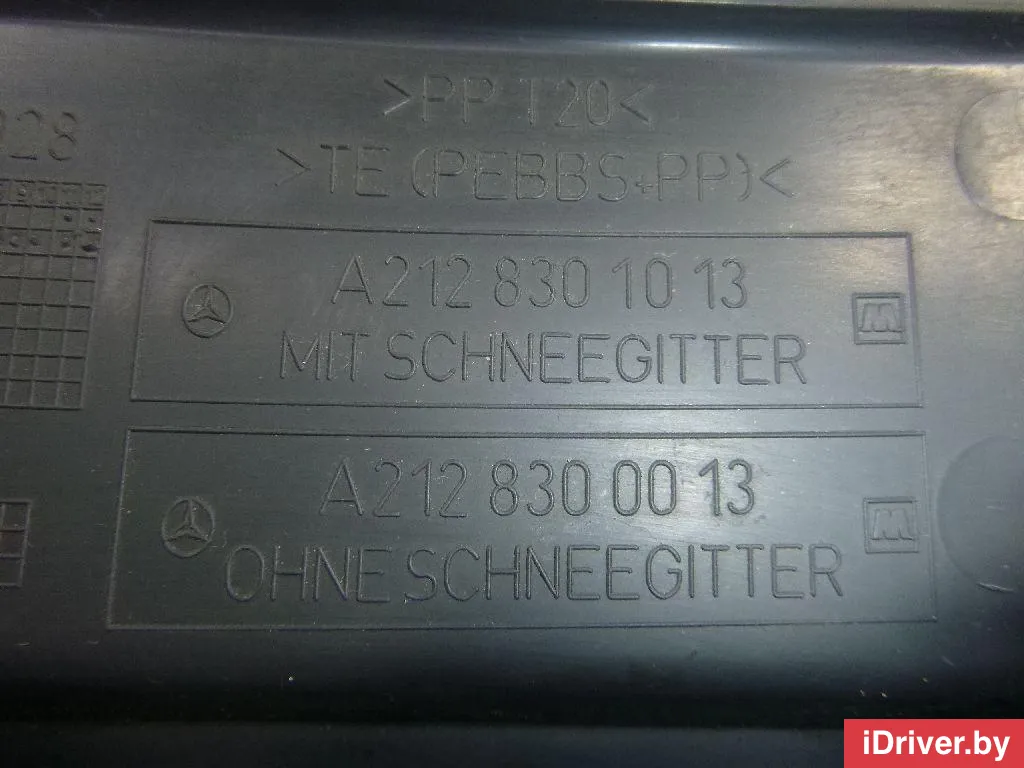 >PP T20<
928
>TE (PEBBS+PP)<
A 212 830 10 13
MIT SCHNEEGITTER
M
A 212 830 00 13
OHNE SCHNEEGITTER
M
iDriver.by